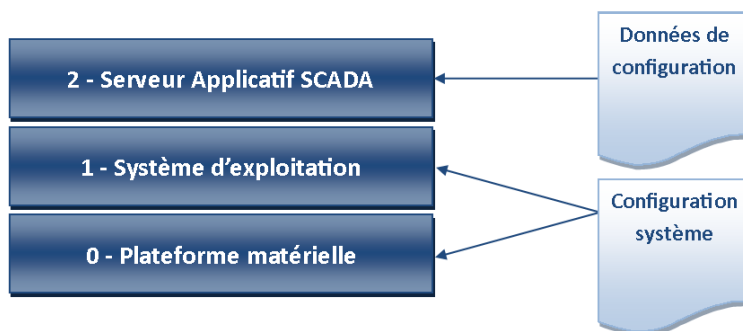 Données de
configuration
2 - Serveur Applicatif SCADA
1 - Système d’exploitation
Configuration
système
0 - Plateforme matérielle